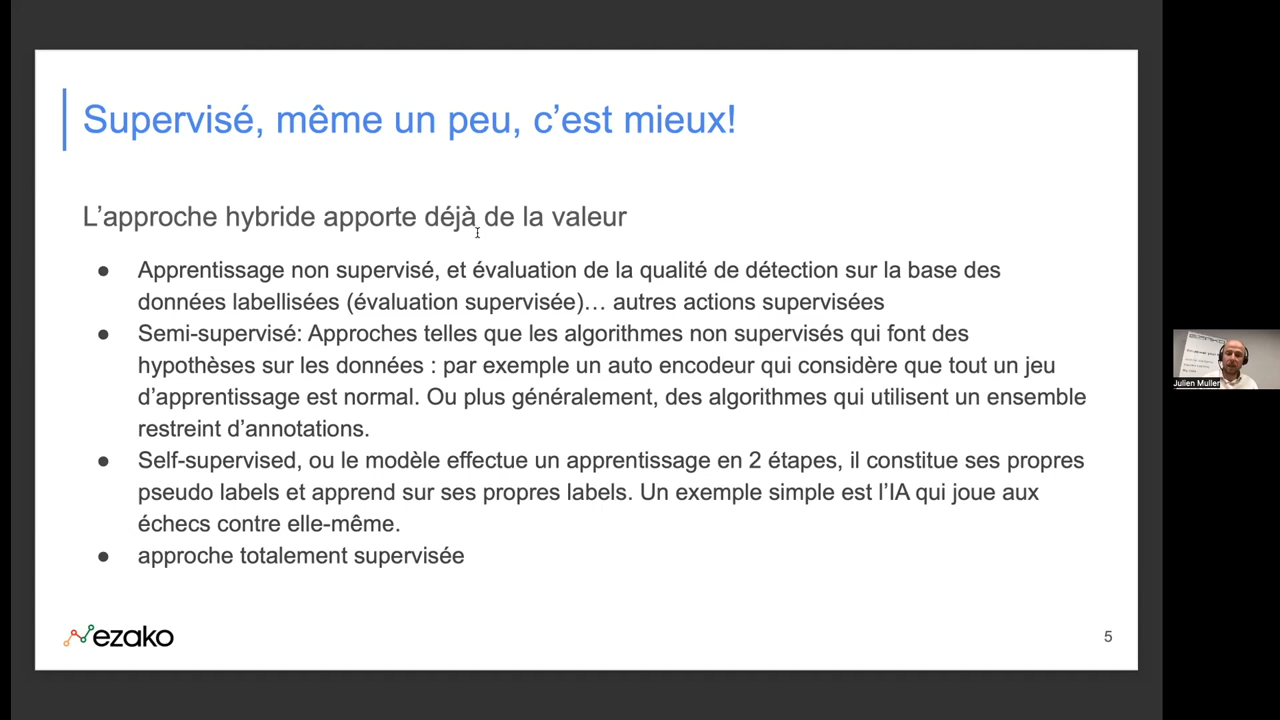 Supervisé, même un peu, c’est mieux!
L’approche hybride apporte déjà de la valeur
● Apprentissage non supervisé, et évaluation de la qualité de détection sur la base des
données labellisées (évaluation supervisée)… autres actions supervisées
● Semi-supervisé: Approches telles que les algorithmes non supervisés qui font des
hypothèses sur les données : par exemple un auto encodeur qui considère que tout un jeu
d’apprentissage est normal. Ou plus généralement, des algorithmes qui utilisent un ensemble
restreint d’annotations.
● Self-supervised, ou le modèle effectue un apprentissage en 2 étapes, il constitue ses propres
pseudo labels et apprend sur ses propres labels. Un exemple simple est l’IA qui joue aux
échecs contre elle-même.
● approche totalement supervisée
ezako
5
Julien Muller